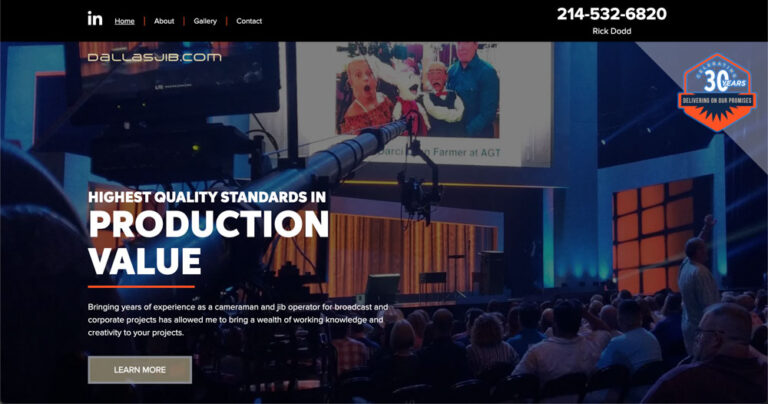 in
Home
About
Gallery
Contact
214-532-6820
Rick Dodd
DALLASJIB.COM
CELEBRATING
30 YEARS
DELIVERING ON OUR PROMISES
Farmer at AGT
HIGHEST QUALITY STANDARDS IN
PRODUCTION
VALUE
Bringing years of experience as a cameraman and jib operator for broadcast and
corporate projects has allowed me to bring a wealth of working knowledge and
creativity to your projects.
LEARN MORE